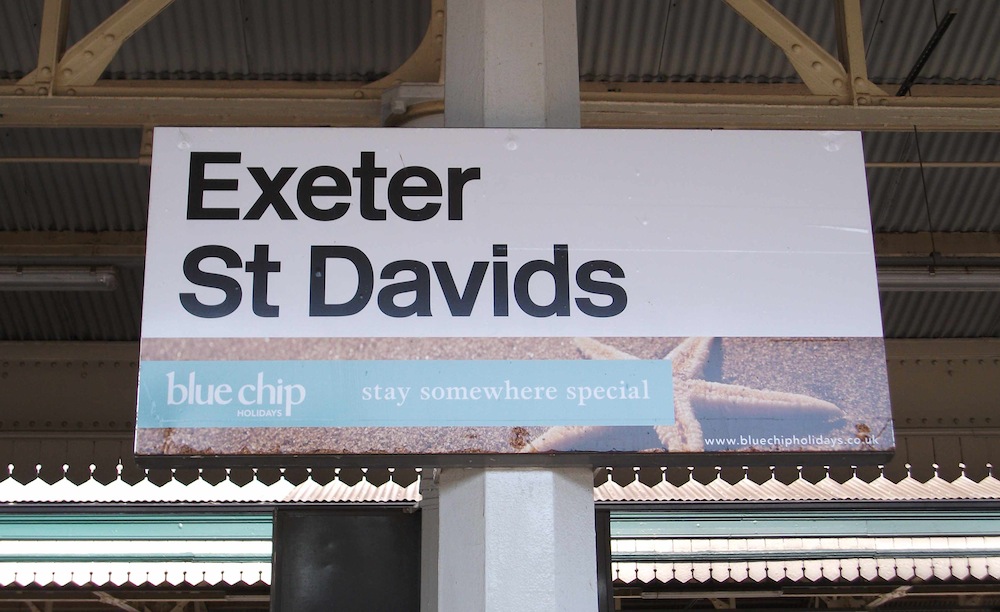 Exeter
St Davids
blue chip
HOLIDAYS
stay somewhere special
www.bluechipholidays.co.uk